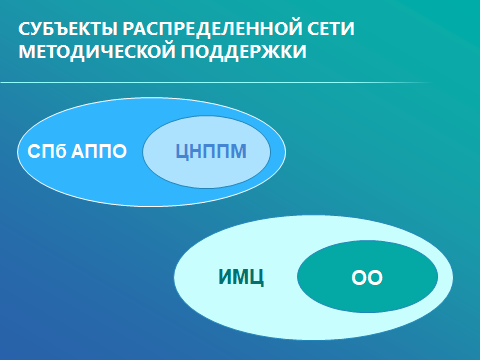 СУБЪЕКТЫ РАСПРЕДЕЛЕННОЙ СЕТИ
МЕТОДИЧЕСКОЙ ПОДДЕРЖКИ
СПб АППО
ЦНППМ
ИМЦ
ОО